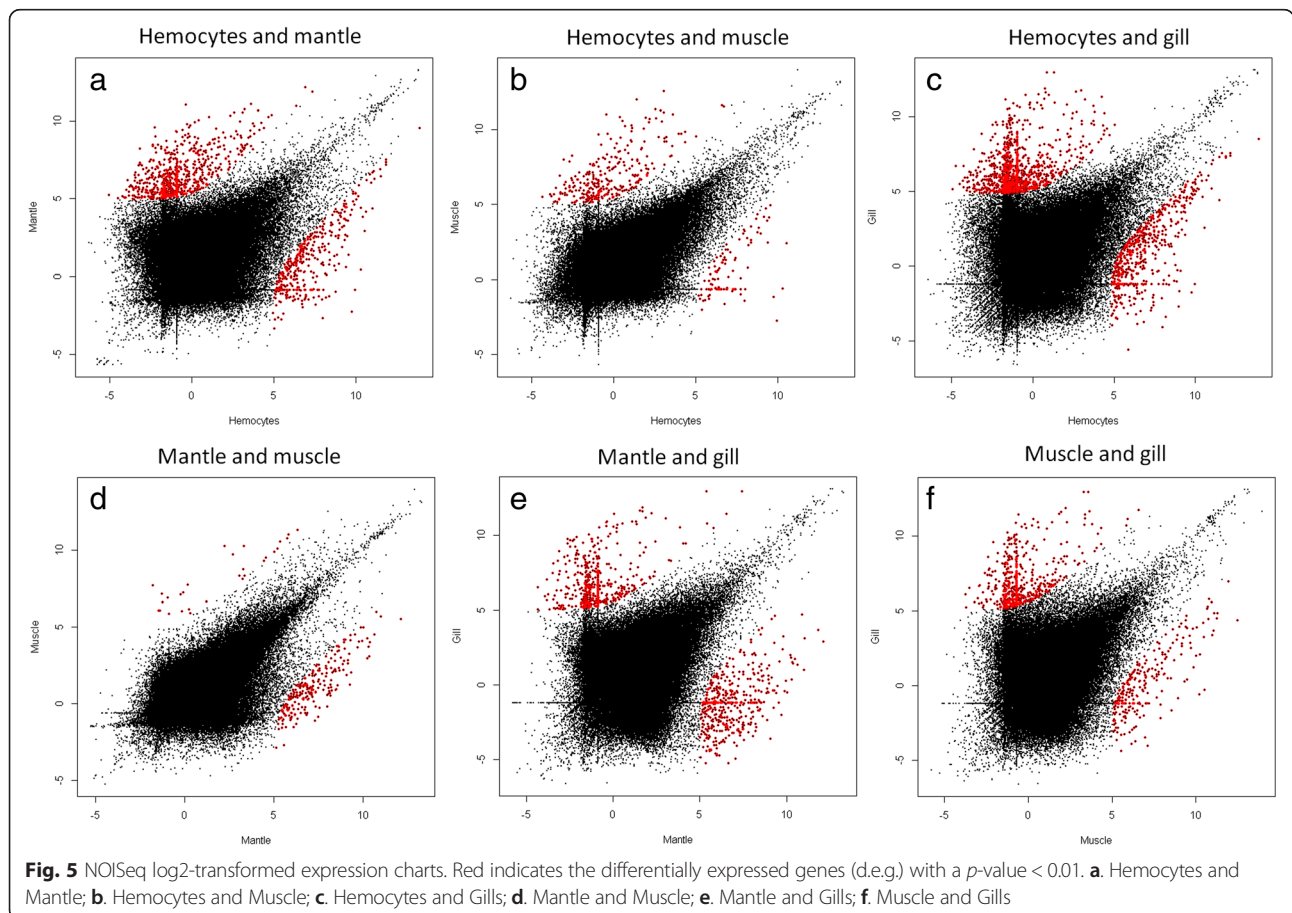 Hemocytes and mantle
Hemocytes and muscle
Hemocytes and gill
a
b
c
Mantle
10
5
0
-5
-5 0 5 10
Hemocytes
Muscle
10
5
0
-5
-5 0 5 10
Hemocytes
Gill
10
5
0
-5
-5 0 5 10
Hemocytes
Mantle and muscle
Mantle and gill
Muscle and gill
d
e
f
Muscle
10
5
0
-5
-5 0 5 10
Mantle
Gill
10
5
0
-5
-5 0 5 10
Mantle
Gill
10
5
0
-5
-5 0 5 10
Muscle
Fig. 5 NOISeq log2-transformed expression charts. Red indicates the differentially expressed genes (d.e.g.) with a p-value < 0.01. a. Hemocytes and
Mantle; b. Hemocytes and Muscle; c. Hemocytes and Gills; d. Mantle and Muscle; e. Mantle and Gills; f. Muscle and Gills